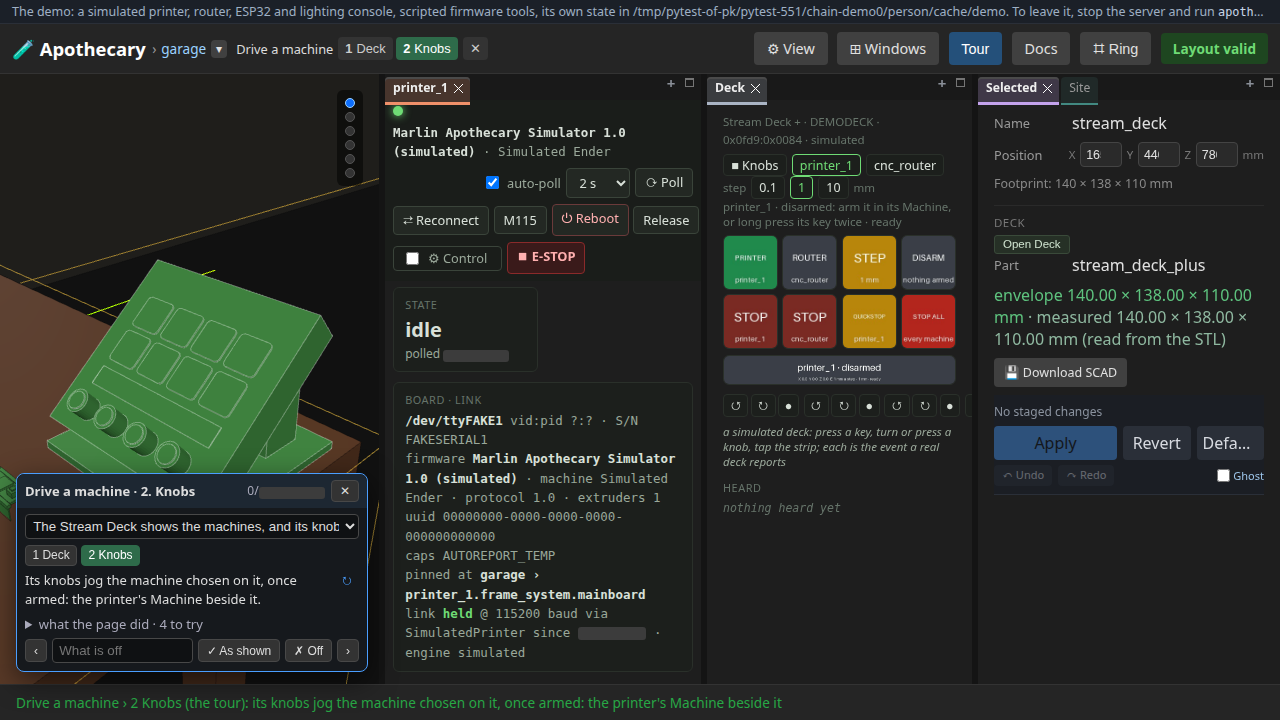 The demo: a simulated printer, router, ESP32 and lighting console, scripted firmware tools, its own state in /tmp/pytest-of-pk/pytest-551/chain-demo0/person/cache/demo. To leave it, stop the server and run apoth...
Apothecary › garage ▾ Drive a machine 1 Deck 2 Knobs ✕ ⚙ View ⊞ Windows Tour Docs Ring Layout valid
printer_1
Marlin Apothecary Simulator 1.0
(simulated) · Simulated Ender
auto-poll 2 s ⟳ Poll
⇄ Reconnect M115 ⏻ Reboot Release
⚙ Control ■ E-STOP
STATE
idle
polled
BOARD · LINK
/dev/ttyFAKE1 vid:pid ?:? · S/N
FAKESERIAL1
firmware Marlin Apothecary Simulator
1.0 (simulated) · machine Simulated
Ender · protocol 1.0 · extruders 1
uuid 00000000-0000-0000-0000-
000000000000
caps AUTOREPORT_TEMP
pinned at garage ›
printer_1.frame_system.mainboard
link held @ 115200 baud via
SimulatedPrinter since ·
engine simulated
Deck
Stream Deck + · DEMODECK ·
0x0fd9:0x0084 · simulated
■ Knobs printer_1 cnc_router
step 0.1 1 10 mm
printer_1 · disarmed: arm it in its Machine,
or long press its key twice · ready
PRINTER ROUTER STEP DISARM
printer_1 cnc_router 1 mm nothing armed
STOP STOP QUICKSTOP STOP ALL
printer_1 cnc_router printer_1 every machine
printer_1 · disarmed
a simulated deck: press a key, turn or press a
knob, tap the strip; each is the event a real
deck reports
HEARD
nothing heard yet
Selected Site
Name stream_deck
Position X 16 Y 44 Z 78 mm
Footprint: 140 × 138 × 110 mm
DECK
Open Deck
Part stream_deck_plus
envelope 140.00 × 138.00 × 110.00
mm · measured 140.00 × 138.00 ×
110.00 mm (read from the STL)
Download SCAD
No staged changes
Apply Revert Defa...
↶ Undo ↷ Redo Ghost
Drive a machine · 2. Knobs 0/ ✕
The Stream Deck shows the machines, and its knob
1 Deck 2 Knobs
Its knobs jog the machine chosen on it, once
armed: the printer's Machine beside it.
▶ what the page did · 4 to try
‹ What is off ✓ As shown ✗ Off ›
Drive a machine › 2 Knobs (the tour): its knobs jog the machine chosen on it, once armed: the printer's Machine beside it